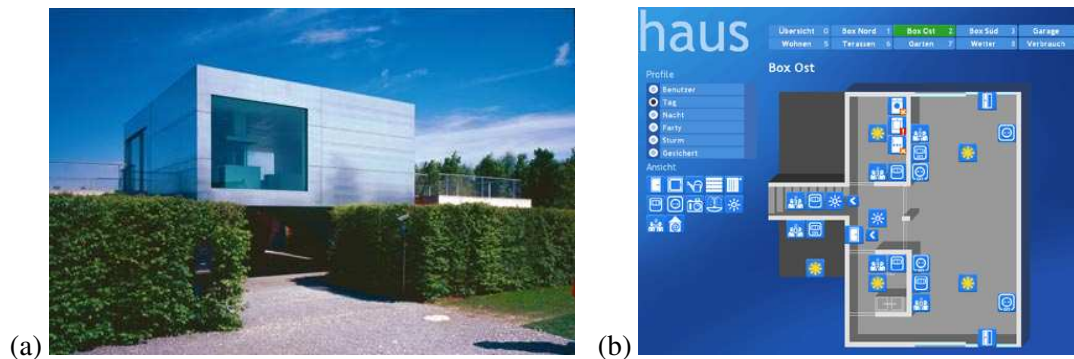 haus
Übersicht 0 Box Nord 1 Box Ost 2 Box Süd 3 Garage
Wohnen 5 Terassen 6 Garten 7 Wetter 8 Verbrauch
Box Ost
Profile
Benutzer
Tag
Nacht
Party
Sturm
Gesichert
Ansicht
(a)
(b)